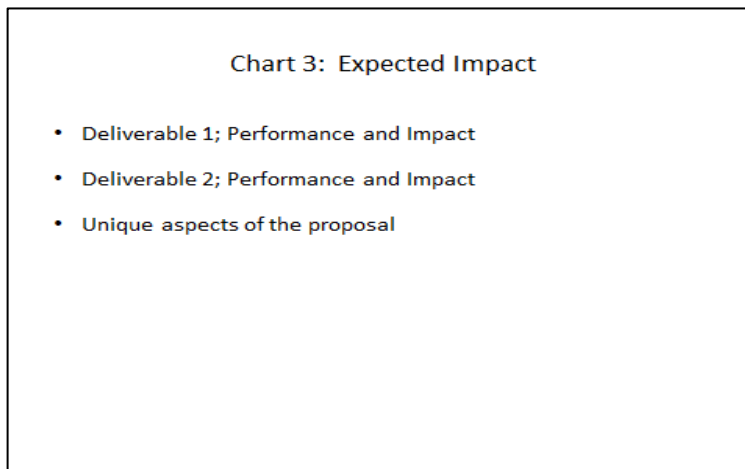 Chart 3: Expected Impact
• Deliverable 1; Performance and Impact
• Deliverable 2; Performance and Impact
• Unique aspects of the proposal